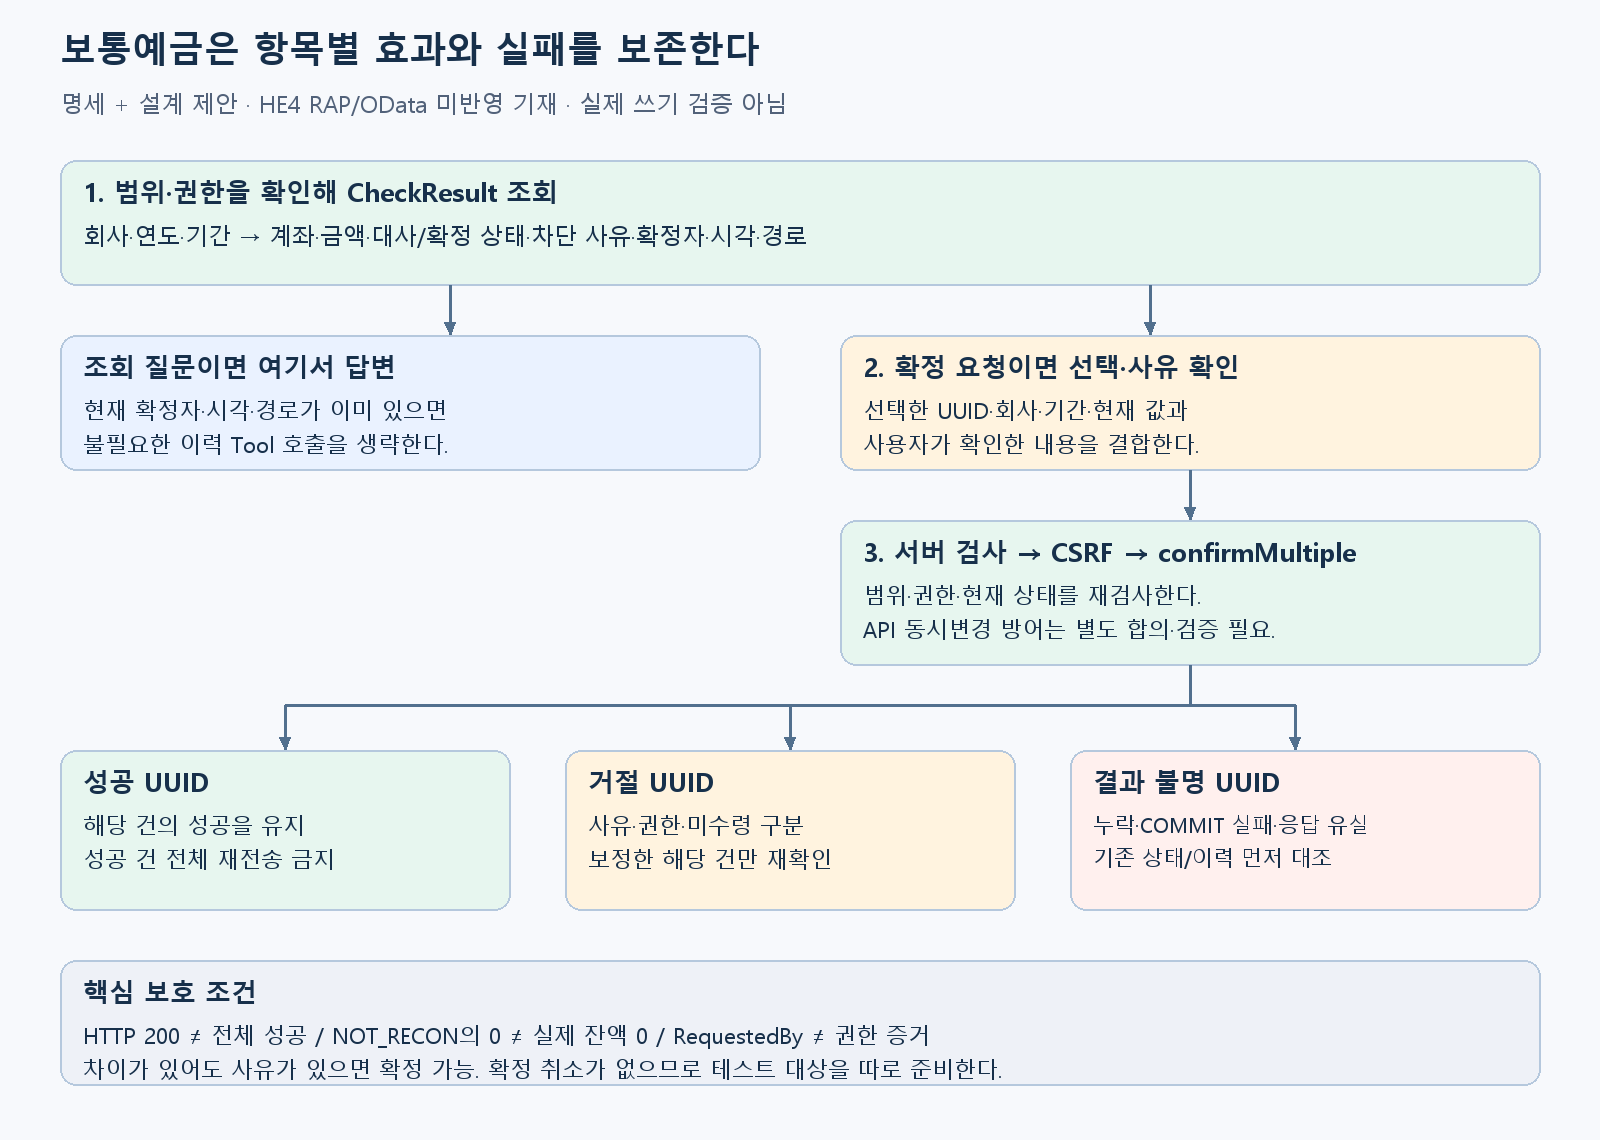 보통예금은 항목별 효과와 실패를 보존한다
명세 + 설계 제안 · HE4 RAP/OData 미반영 기재 · 실제 쓰기 검증 아님
1. 범위·권한을 확인해 CheckResult 조회
회사·연도·기간 → 계좌·금액·대사/확정 상태·차단 사유·확정자·시각·경로
조회 질문이면 여기서 답변
현재 확정자·시각·경로가 이미 있으면
불필요한 이력 Tool 호출을 생략한다.
2. 확정 요청이면 선택·사유 확인
선택한 UUID·회사·기간·현재 값과
사용자가 확인한 내용을 결합한다.
3. 서버 검사 → CSRF → confirmMultiple
범위·권한·현재 상태를 재검사한다.
API 동시변경 방어는 별도 합의·검증 필요.
성공 UUID
해당 건의 성공을 유지
성공 건 전체 재전송 금지
거절 UUID
사유·권한·미수령 구분
보정한 해당 건만 재확인
결과 불명 UUID
누락·COMMIT 실패·응답 유실
기존 상태/이력 먼저 대조
핵심 보호 조건
HTTP 200 ≠ 전체 성공 / NOT_RECON의 0 ≠ 실제 잔액 0 / RequestedBy ≠ 권한 증거
차이가 있어도 사유가 있으면 확정 가능. 확정 취소가 없으므로 테스트 대상을 따로 준비한다.